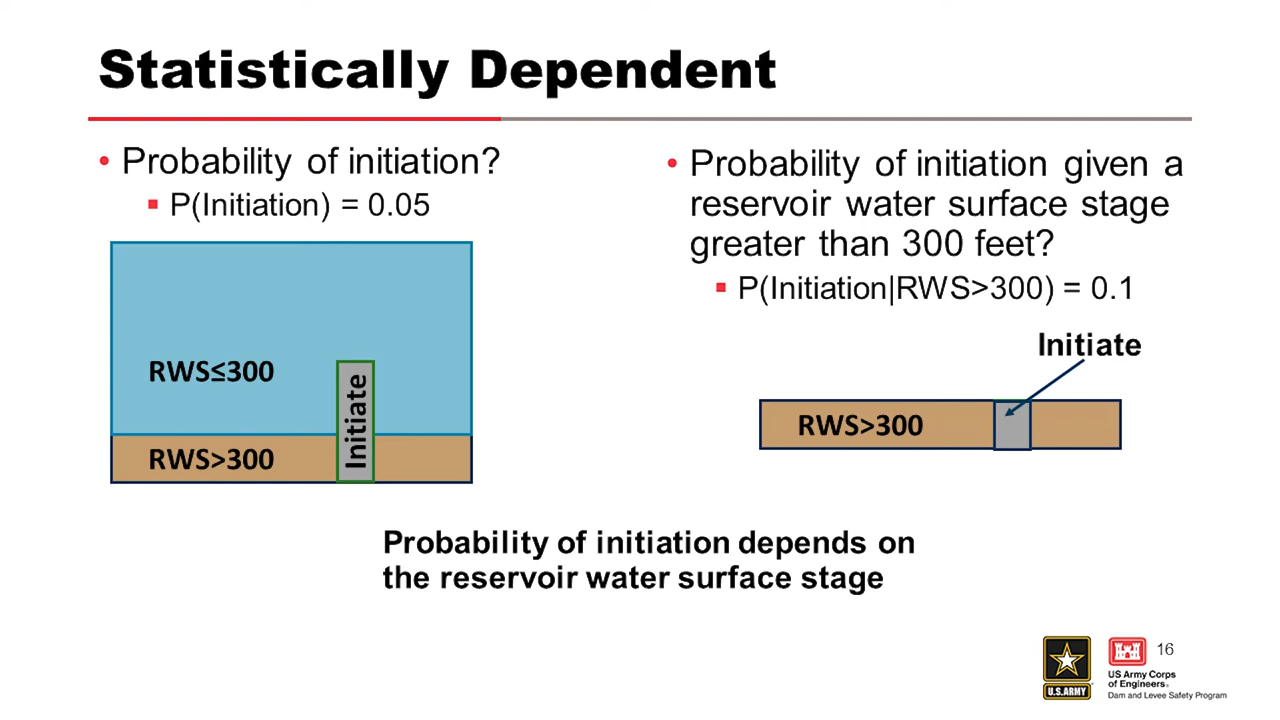 Statistically Dependent
• Probability of initiation?
▪ P(Initiation) = 0.05
RWS≤300
Initiate
RWS>300
• Probability of initiation given a
reservoir water surface stage
greater than 300 feet?
▪ P(Initiation|RWS>300) = 0.1
Initiate
RWS>300
Probability of initiation depends on
the reservoir water surface stage
U.S.ARMY
US Army Corps
of Engineers®
Dam and Levee Safety Program
16